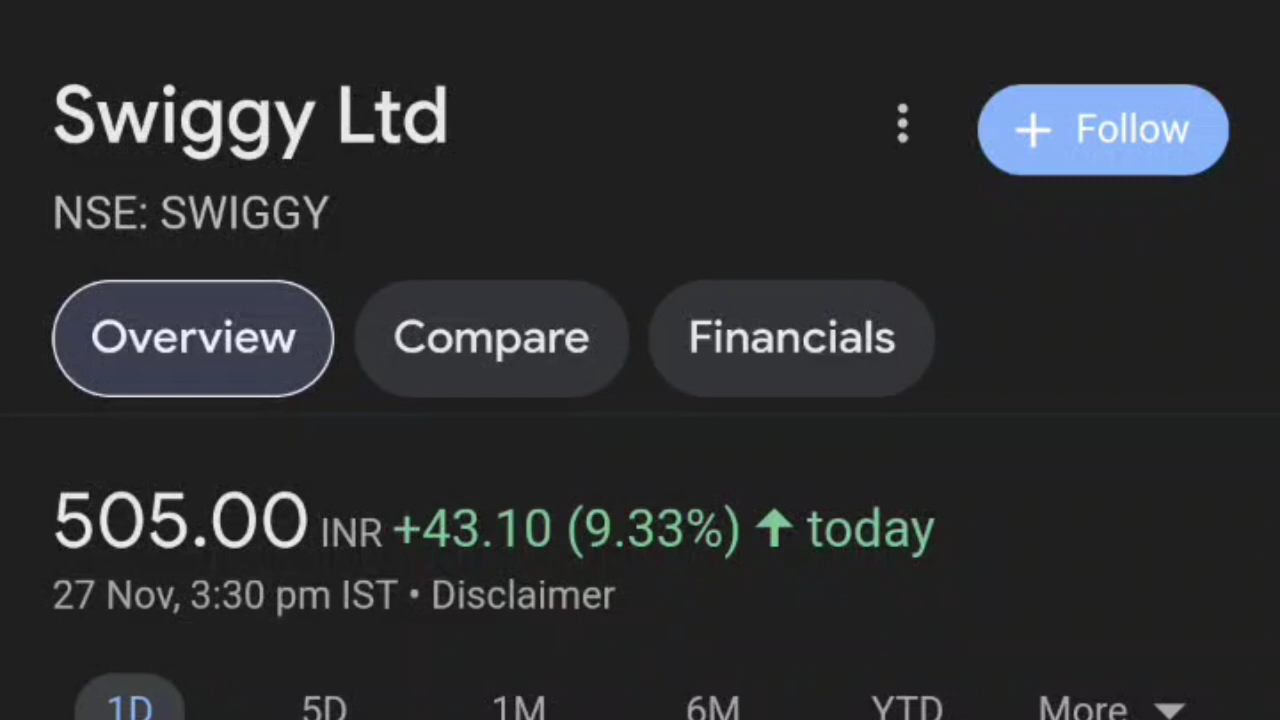 Swiggy Ltd
+ Follow
NSE: SWIGGY
Overview Compare Financials
505.00 INR +43.10 (9.33%) ↑ today
27 Nov, 3:30 pm IST • Disclaimer
1D 5D 1M 6M YTD More